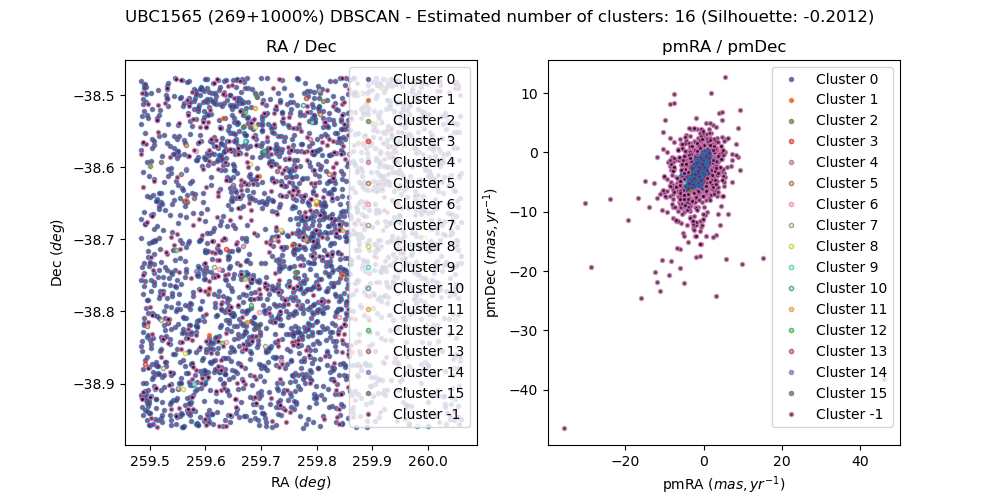 UBC1565 (269+1000%) DBSCAN - Estimated number of clusters: 16 (Silhouette: -0.2012)
RA / Dec
Dec (deg)
−38.5
−38.6
−38.7
−38.8
−38.9
Cluster 0
Cluster 1
Cluster 2
Cluster 3
Cluster 4
Cluster 5
Cluster 6
Cluster 7
Cluster 8
Cluster 9
Cluster 10
Cluster 11
Cluster 12
Cluster 13
Cluster 14
Cluster 15
Cluster -1
259.5 259.6 259.7 259.8 259.9 260.0
RA (deg)
pmRA / pmDec
pmDec (mas, yr⁻¹)
10
0
−10
−20
−30
−40
Cluster 0
Cluster 1
Cluster 2
Cluster 3
Cluster 4
Cluster 5
Cluster 6
Cluster 7
Cluster 8
Cluster 9
Cluster 10
Cluster 11
Cluster 12
Cluster 13
Cluster 14
Cluster 15
Cluster -1
−20 0 20 40
pmRA (mas, yr⁻¹)